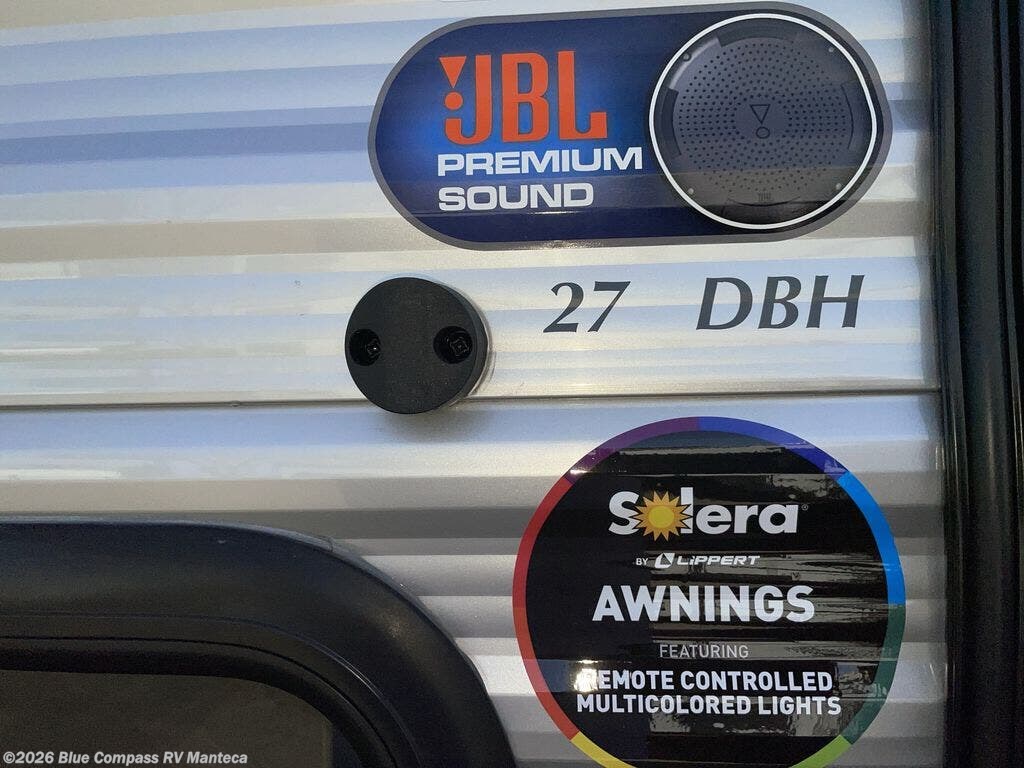 JBL
PREMIUM
SOUND
27 DBH
Solera®
BY LiPPERT
AWNINGS
FEATURING
REMOTE CONTROLLED
MULTICOLORED LIGHTS
©2026 Blue Compass RV Manteca